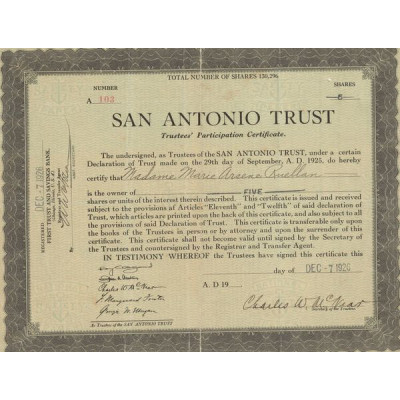 TOTAL NUMBER OF SHARES 130,296
NUMBER
SHARES
A 103
5
SAN ANTONIO TRUST
Trustees' Participation Certificate.
The undersigned, as Trustees of the SAN ANTONIO TRUST, under a certain
Declaration of Trust made on the 29th day of September, A. D. 1925, do hereby
certify that Madame Marie
is the owner of FIVE
shares or units of the interest therein described. This certificate is issued and received
subject to the provisions of Articles "Eleventh" and "Twelfth" of said declaration of
Trust, which articles are printed upon the back of this certificate, and also subject to all
the provisions of said Declaration of Trust. This certificate is transferable only upon
the books of the Trustees in person or by attorney and upon the surrender of this
certificate. This certificate shall not become valid until signed by the Secretary of
the Trustees and countersigned by the Registrar and Transfer Agent.
IN TESTIMONY WHEREOF the Trustees have signed this certificate this
day of DEC -7 1926
A. D 19
Charles W.
George
Charles W.
As Trustees of the SAN ANTONIO TRUST
REGISTERED DEC -7 1926
FIRST TRUST AND SAVINGS BANK.